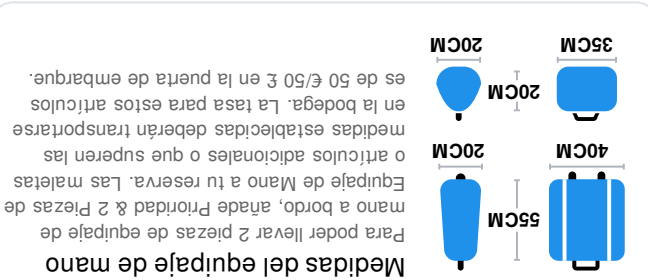 Medidas del equipaje de mano
Para poder llevar 2 piezas de equipaje de
mano a bordo, añade Prioridad & 2 Piezas de
Equipaje de Mano a tu reserva. Las maletas
o artículos adicionales o que superen las
medidas establecidas deberán transportarse
en la bodega. La tasa para estos artículos
es de 50 €/50 £ en la puerta de embarque.
55CM
40CM
20CM
20CM
35CM
20CM